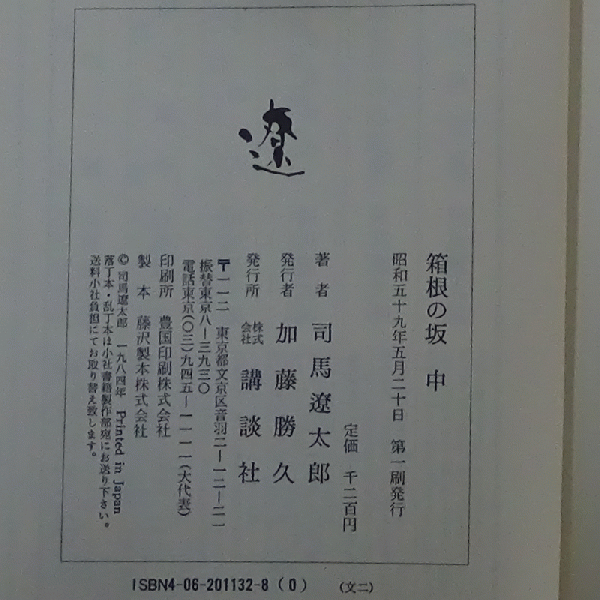 遼
箱根の坂 中
昭和五十九年五月二十日 第一刷発行
定価 千二百円
著者 司馬遼太郎
発行者 加藤勝久
発行所 株式会社 講談社
〒一一二 東京都文京区音羽二—一二—二一
振替東京八—三九三〇
電話東京(〇三)九四五—一一一一(大代表)
印刷所 豊国印刷株式会社
製本 藤沢製本株式会社
© 司馬遼太郎 一九八四年 Printed in Japan
落丁本・乱丁本は小社書籍製作部宛にお送り下さい。
送料小社負担にてお取り替え致します。
ISBN4-06-201132-8 (0) (文二)